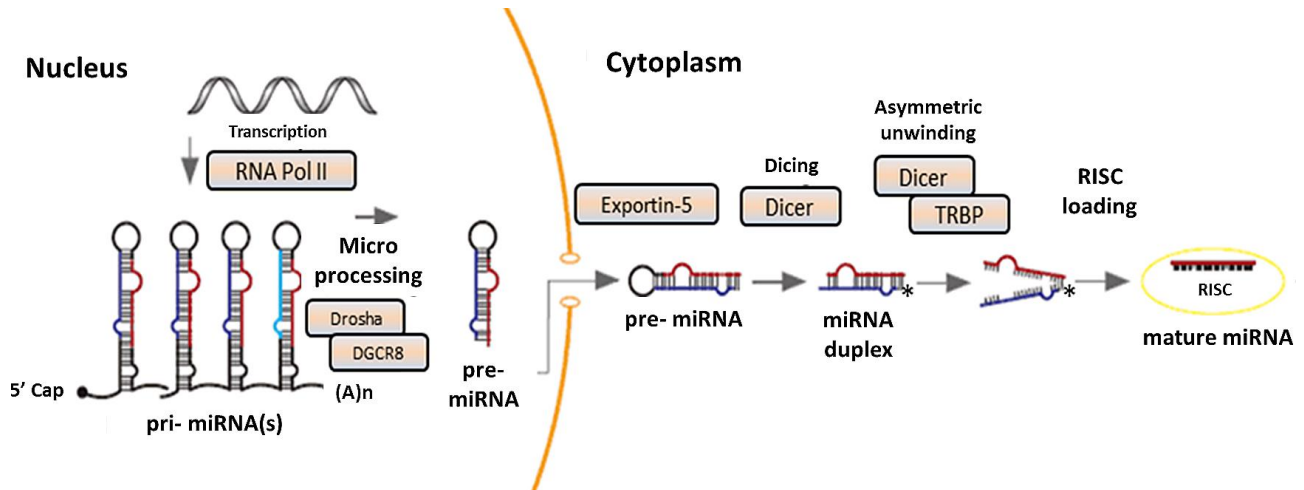 Nucleus
Transcription
RNA Pol II
Micro
processing
Drosha
DGCR8
5’ Cap
(A)n
pri- miRNA(s)
pre-
miRNA
Cytoplasm
Exportin-5
Dicing
Dicer
Asymmetric
unwinding
Dicer
TRBP
RISC
loading
pre- miRNA
*
miRNA
duplex
*
RISC
mature miRNA